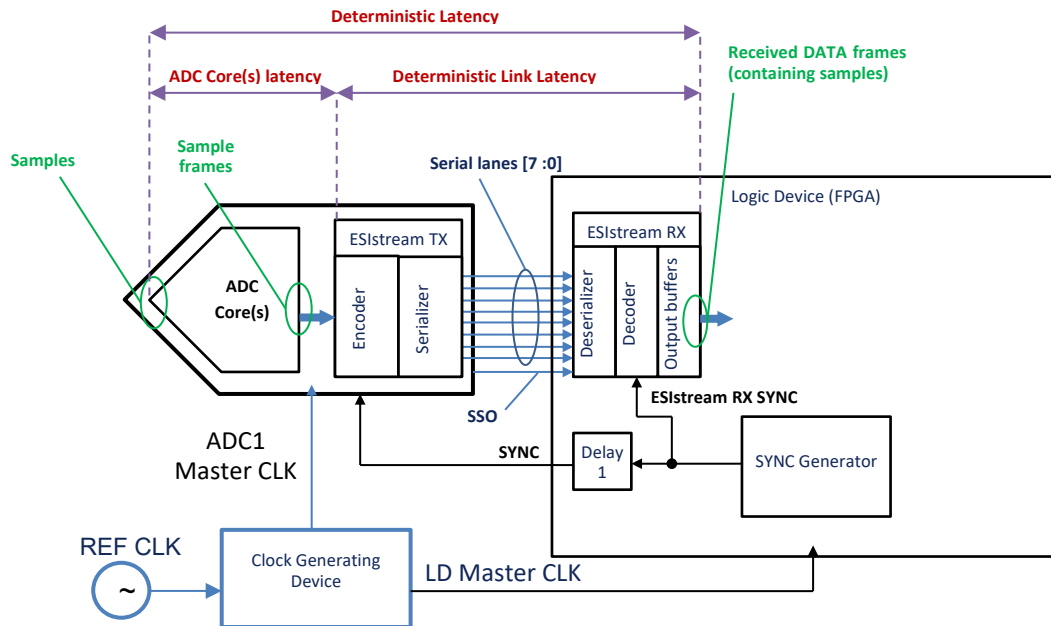 Deterministic Latency
ADC Core(s) latency
Deterministic Link Latency
Received DATA frames
(containing samples)
Samples
Sample
frames
Serial lanes [7 :0]
Logic Device (FPGA)
ESIstream TX
ESIstream RX
ADC
Core(s)
Encoder
Serializer
Deserializer
Decoder
Output buffers
SSO
ESIstream RX SYNC
ADC1
Master CLK
SYNC
Delay
1
SYNC Generator
REF CLK
~
Clock Generating
Device
LD Master CLK